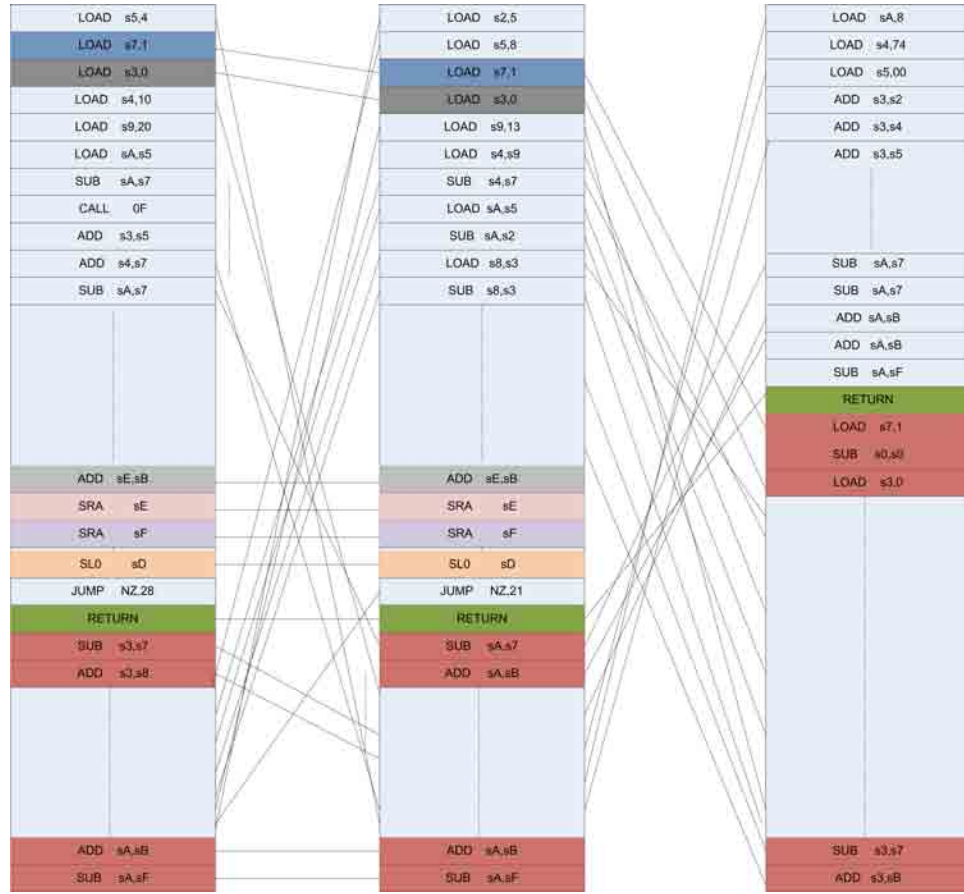 LOAD s5,4
LOAD s7,1
LOAD s3,0
LOAD s4,10
LOAD s9,20
LOAD sA,s5
SUB sA,s7
CALL 0F
ADD s3,s5
ADD s4,s7
SUB sA,s7
ADD sE,sB
SRA sE
SRA sF
SL0 sD
JUMP NZ,28
RETURN
SUB s3,s7
ADD s3,s8
ADD sA,sB
SUB sA,sF
LOAD s2,5
LOAD s5,8
LOAD s7,1
LOAD s3,0
LOAD s9,13
LOAD s4,s9
SUB s4,s7
LOAD sA,s5
SUB sA,s2
LOAD s8,s3
SUB s8,s3
ADD sE,sB
SRA sE
SRA sF
SL0 sD
JUMP NZ,21
RETURN
SUB sA,s7
ADD sA,sB
ADD sA,sB
SUB sA,sF
LOAD sA,8
LOAD s4,74
LOAD s5,00
ADD s3,s2
ADD s3,s4
ADD s3,s5
SUB sA,s7
SUB sA,s7
ADD sA,sB
ADD sA,sB
SUB sA,sF
RETURN
LOAD s7,1
SUB s0,s0
LOAD s3,0
SUB s3,s7
ADD s3,sB